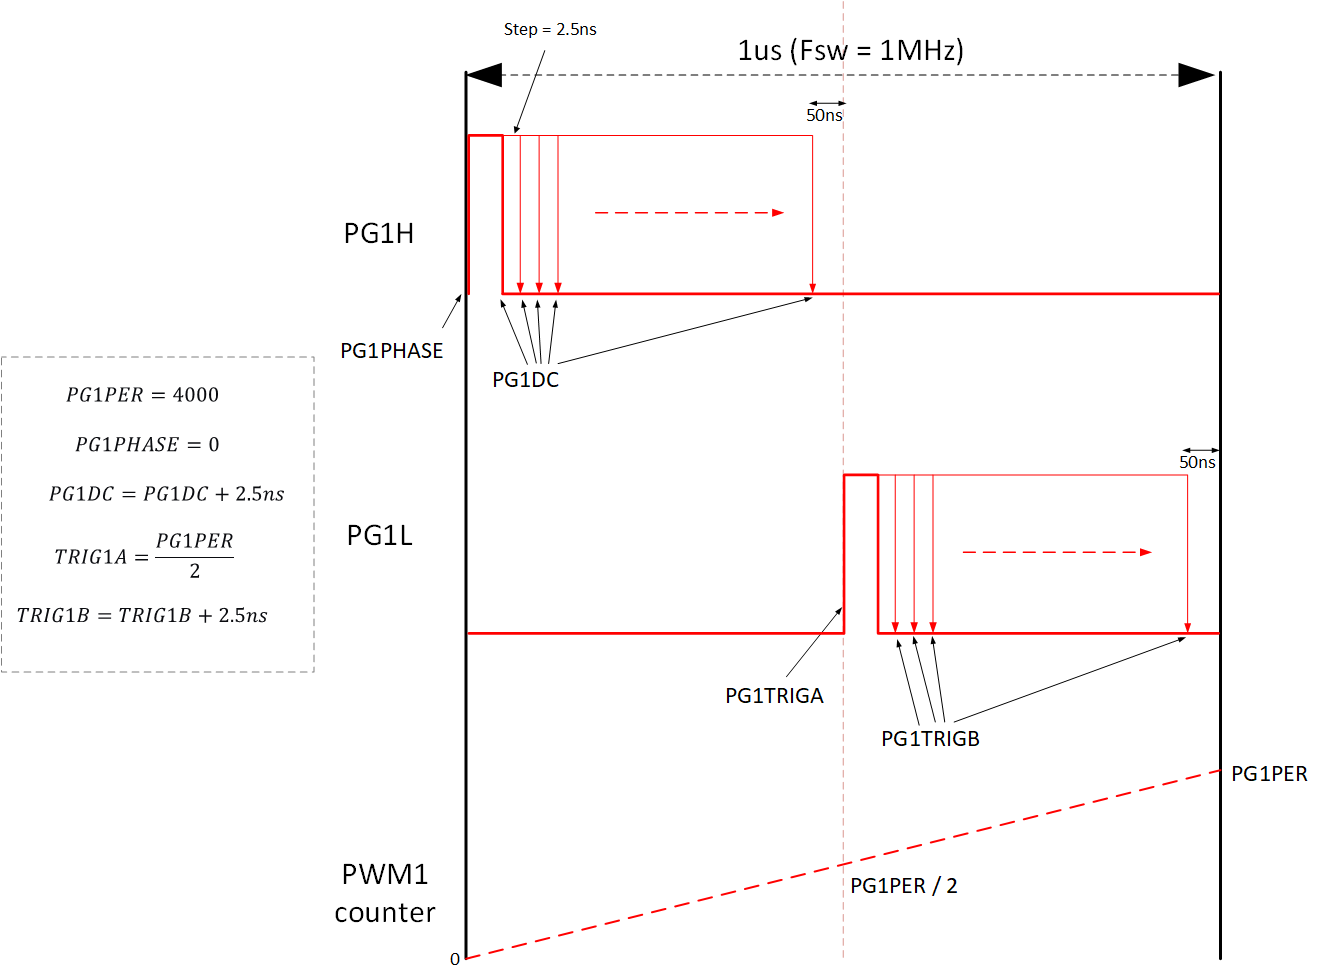 Step = 2.5ns
1us (Fsw = 1MHz)
50ns
PG1H
PG1PHASE
PG1DC
PG1PER = 4000
PG1PHASE = 0
PG1DC = PG1DC + 2.5ns
TRIG1A = PG1PER / 2
TRIG1B = TRIG1B + 2.5ns
50ns
PG1L
PG1TRIGA
PG1TRIGB
PG1PER
PWM1
counter
PG1PER / 2
0